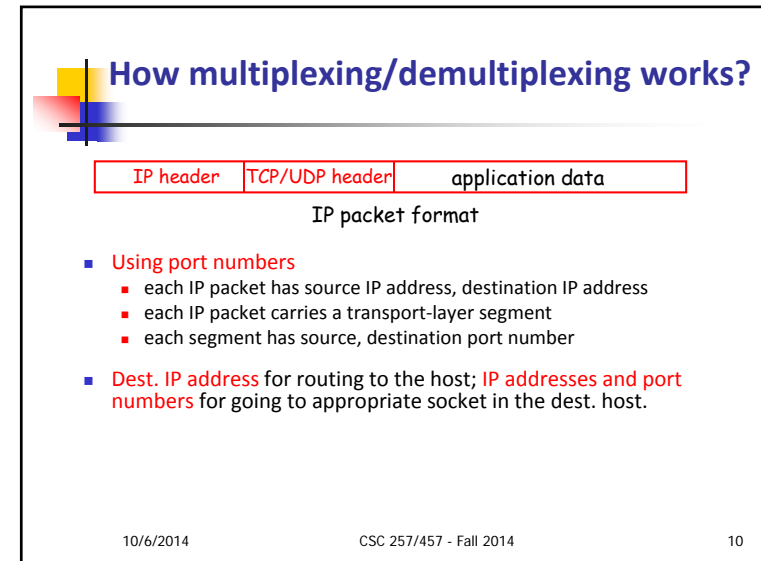 How multiplexing/demultiplexing works?
IP header TCP/UDP header application data
IP packet format
Using port numbers
each IP packet has source IP address, destination IP address
each IP packet carries a transport-layer segment
each segment has source, destination port number
Dest. IP address for routing to the host; IP addresses and port
numbers for going to appropriate socket in the dest. host.
10/6/2014 CSC 257/457 - Fall 2014 10